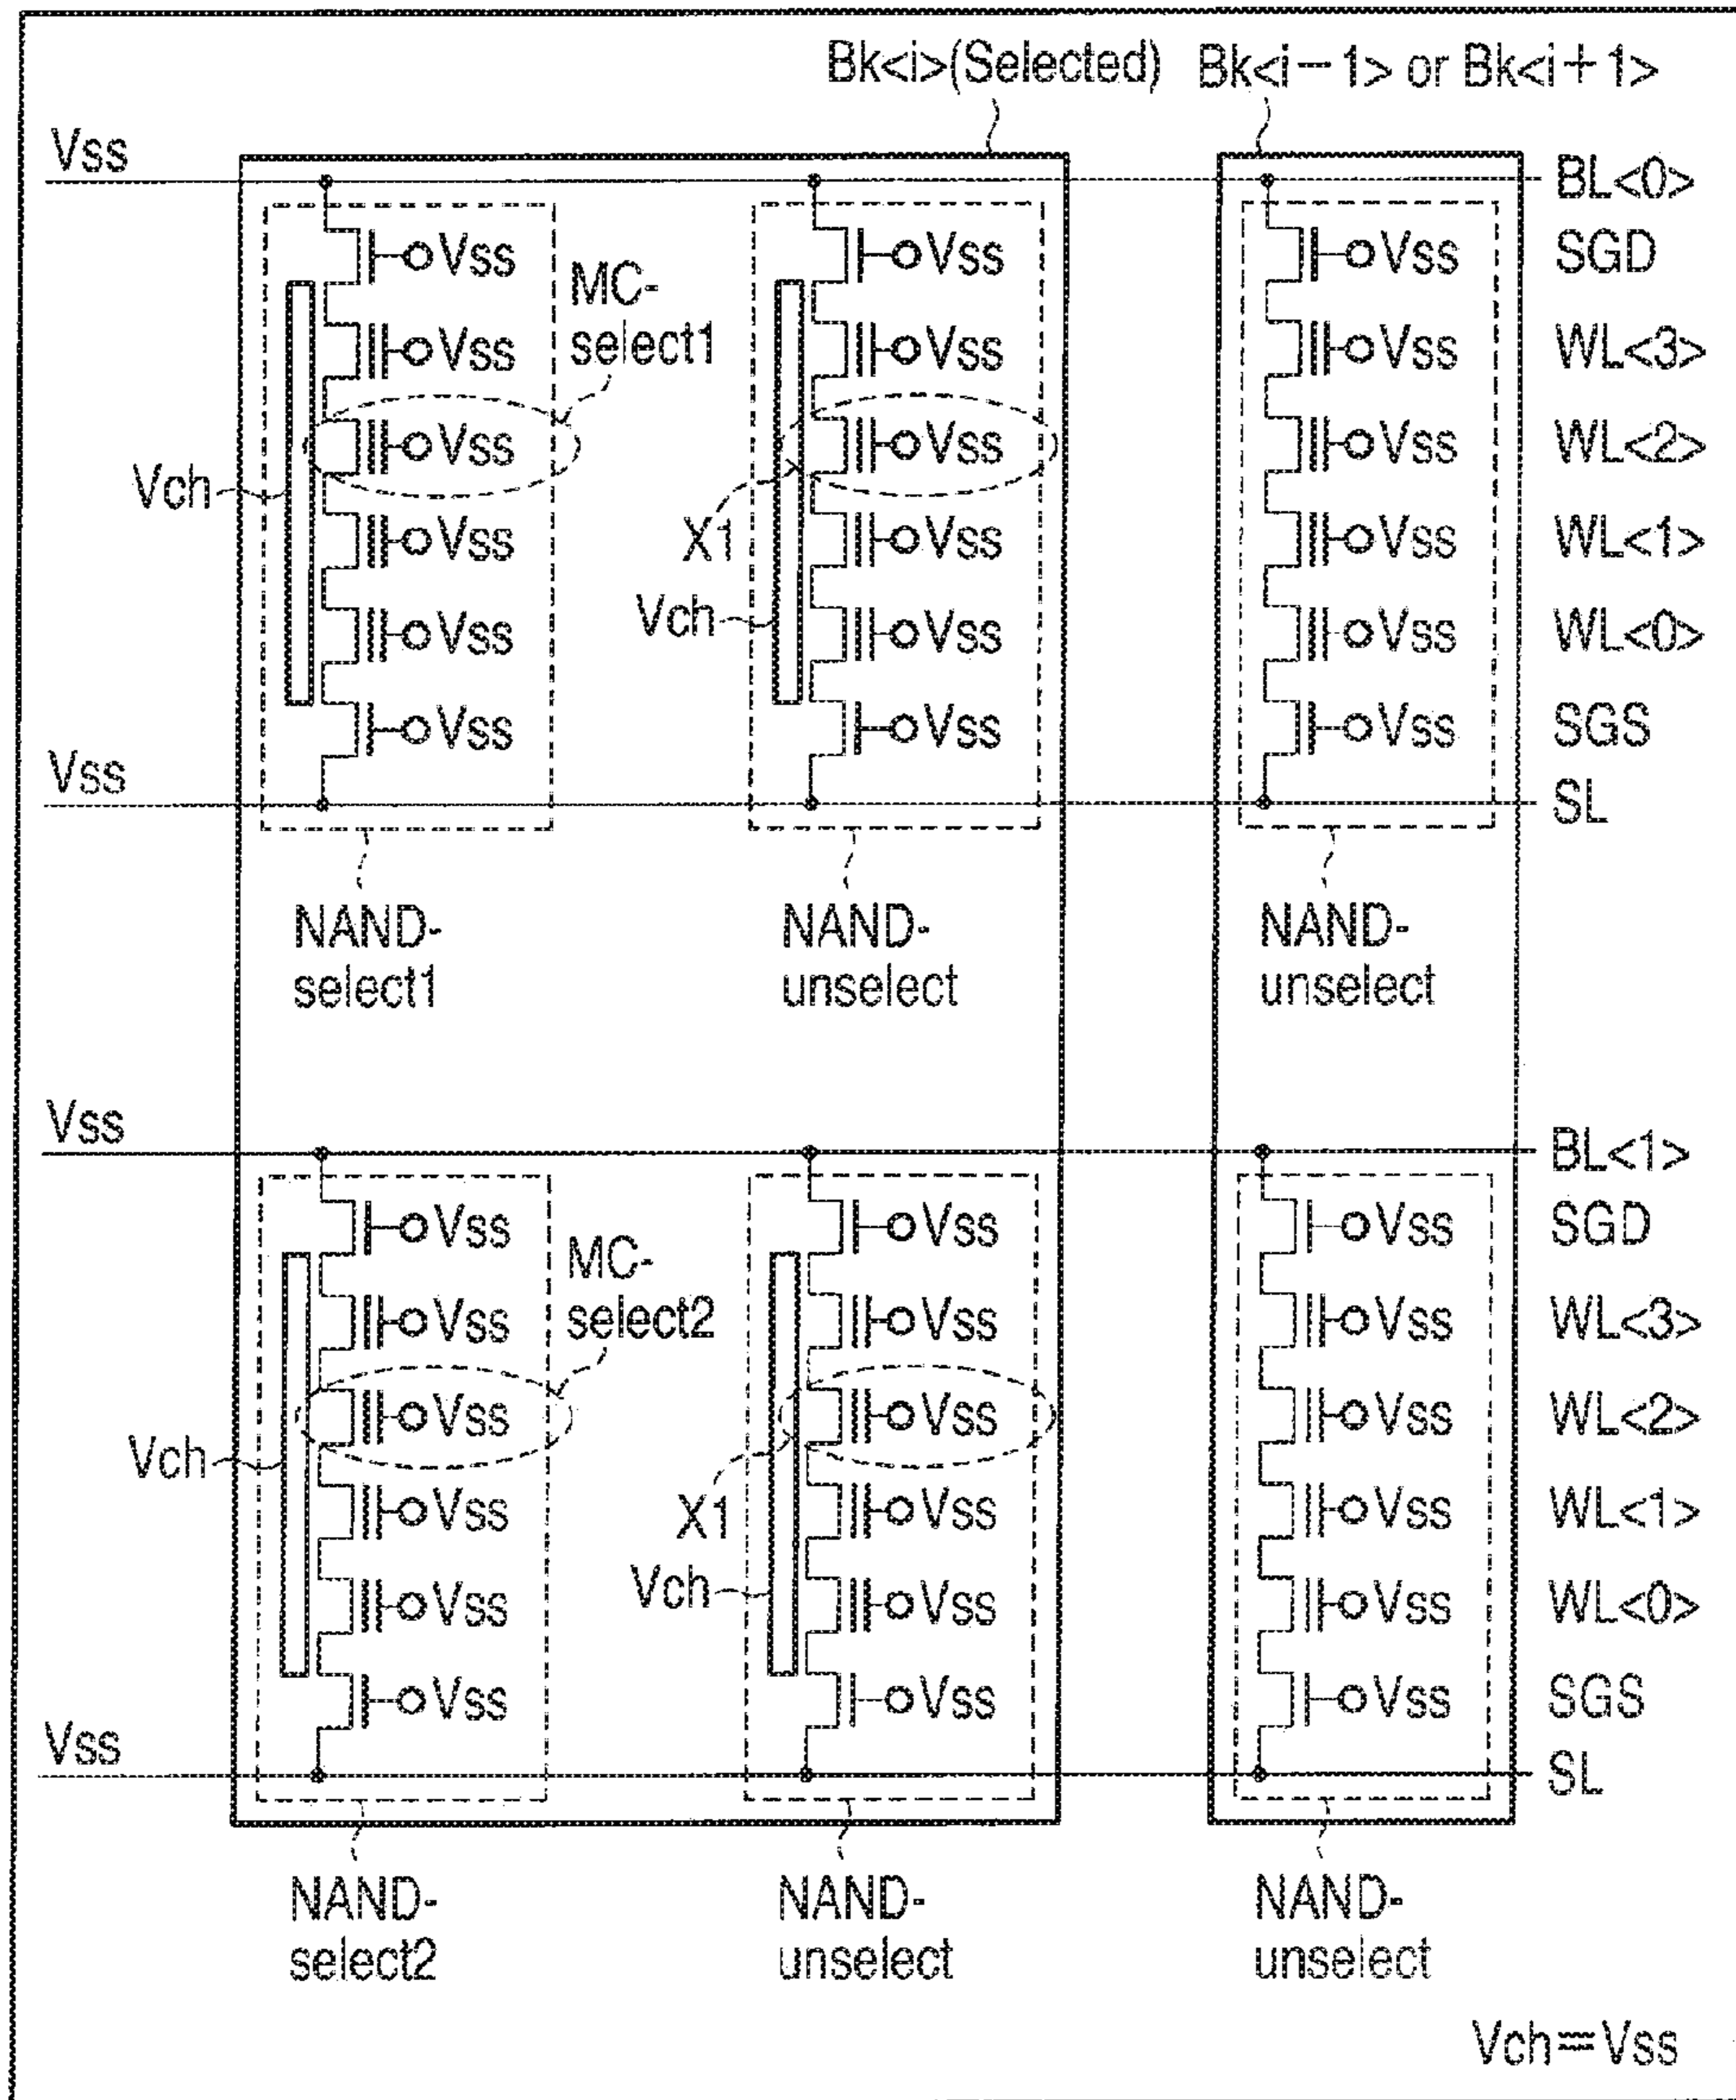 Bk<i>(Selected) Bk<i−1> or Bk<i+1>
Vss BL<0>
Vss Vss Vss SGD
MC-
select1
Vss Vss Vss WL<3>
Vss Vss Vss WL<2>
Vch X1
Vss Vss Vss WL<1>
Vch
Vss Vss Vss WL<0>
Vss Vss Vss SGS
Vss SL
NAND- NAND- NAND-
select1 unselect unselect
Vss BL<1>
Vss Vss Vss SGD
MC-
select2
Vss Vss Vss WL<3>
Vss Vss Vss WL<2>
Vch X1
Vss Vss Vss WL<1>
Vch
Vss Vss Vss WL<0>
Vss Vss Vss SGS
Vss SL
NAND- NAND- NAND-
select2 unselect unselect
Vch=Vss